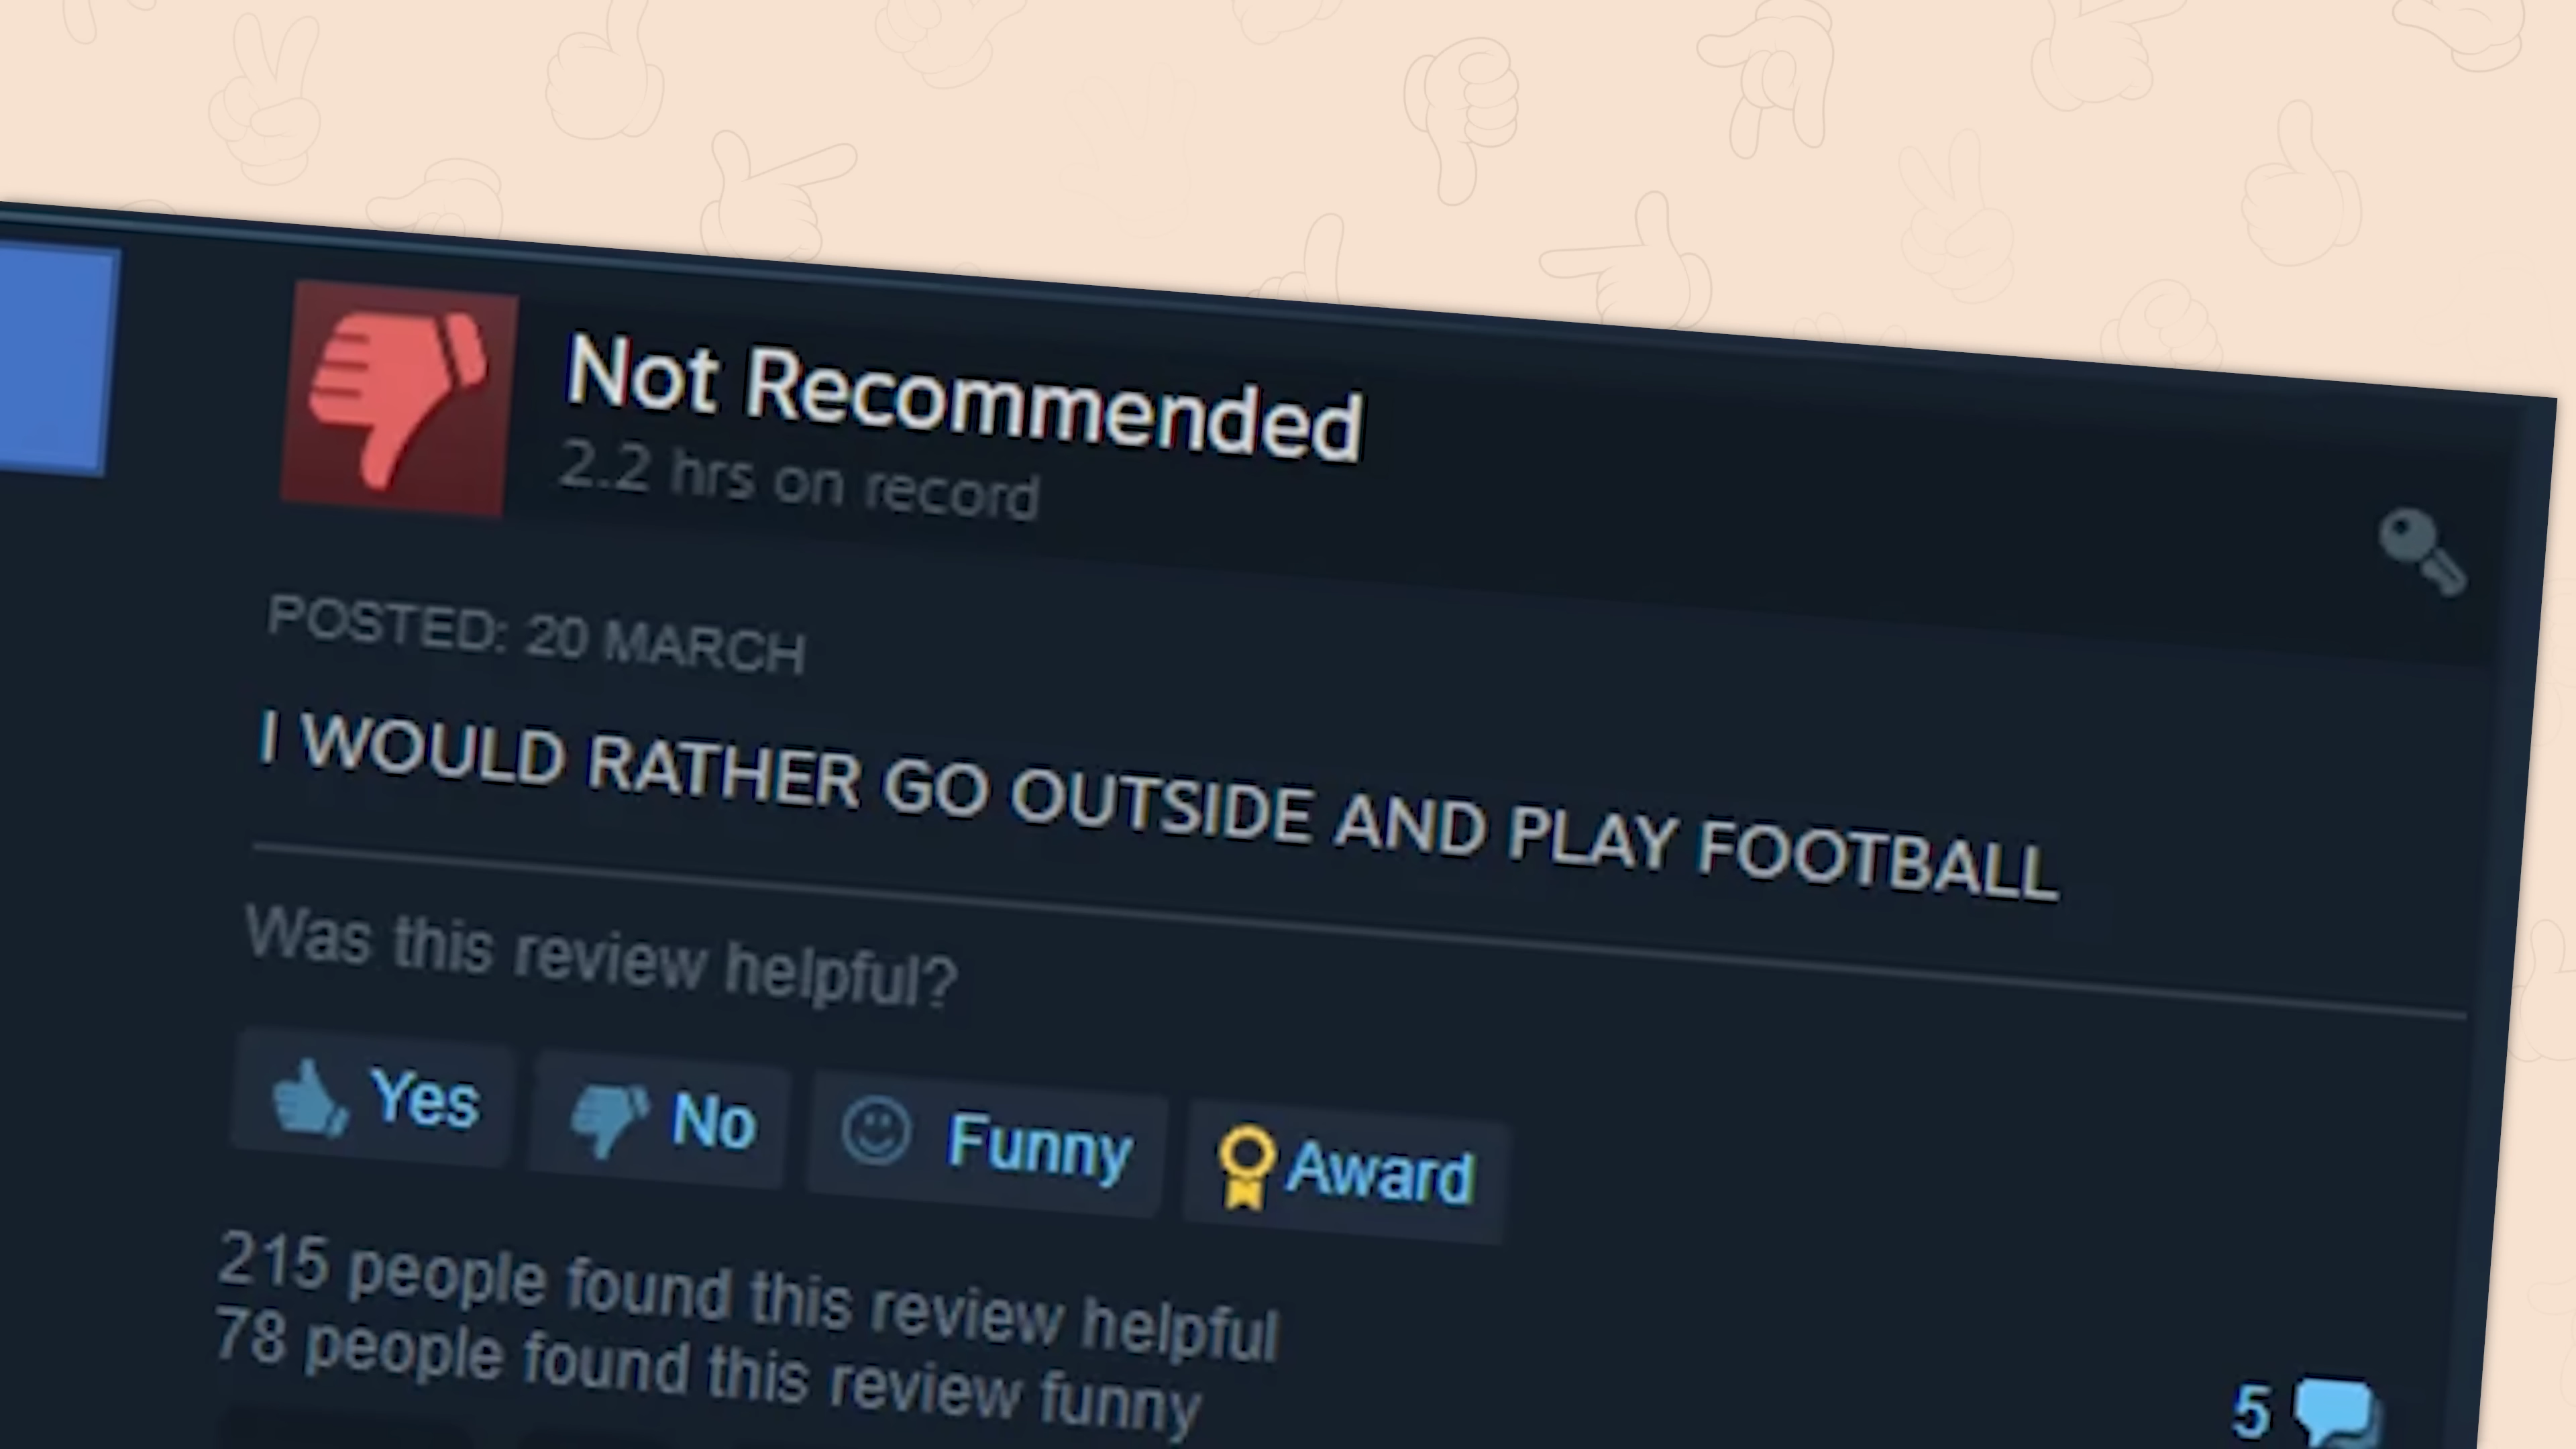 Not Recommended
2.2 hrs on record
POSTED: 20 MARCH
I WOULD RATHER GO OUTSIDE AND PLAY FOOTBALL
Was this review helpful?
Yes
No
Funny
Award
215 people found this review helpful
78 people found this review funny
5